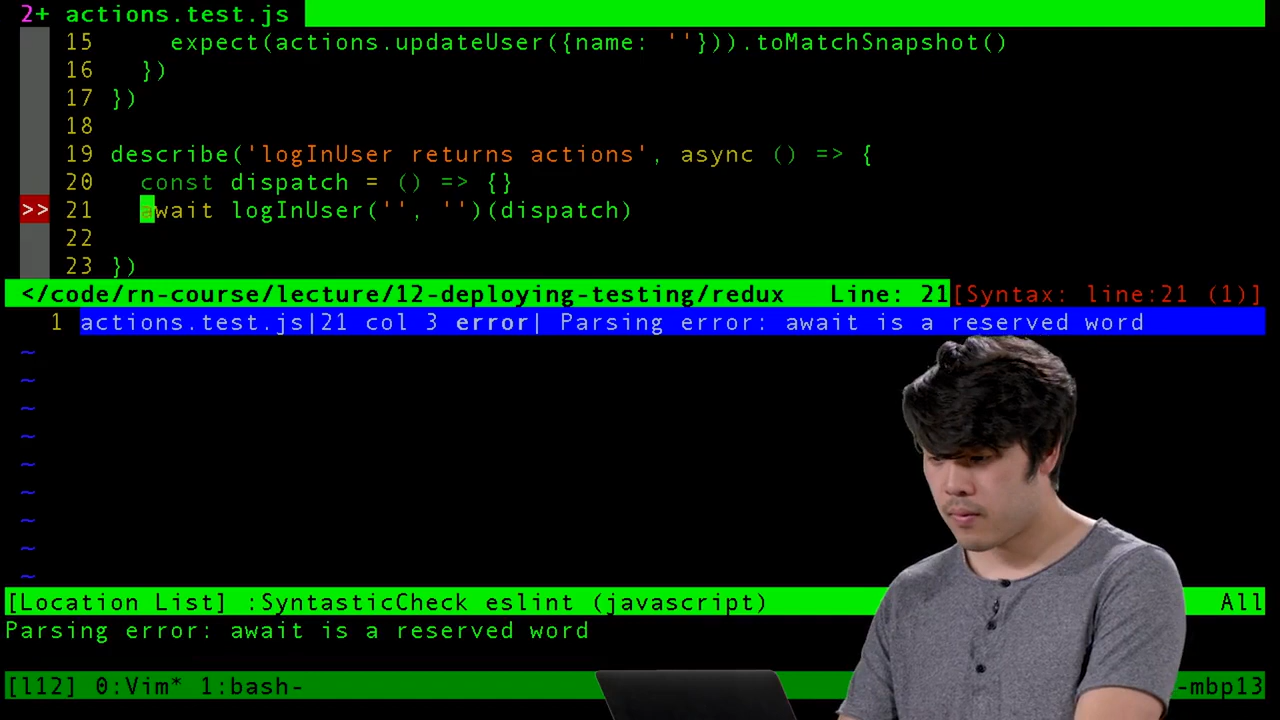 2+ actions.test.js
15 expect(actions.updateUser({name: ''})).toMatchSnapshot()
16 })
17 })
18
19 describe('logInUser returns actions', async () => {
20 const dispatch = () => {}
>> 21 await logInUser('', '')(dispatch)
22
23 })
</code/rn-course/lecture/12-deploying-testing/redux Line: 21[Syntax: line:21 (1)]
1 actions.test.js|21 col 3 error| Parsing error: await is a reserved word
~
~
~
~
~
~
~
~
~
[Location List] :SyntasticCheck eslint (javascript) All
Parsing error: await is a reserved word
[l12] 0:Vim* 1:bash- -mbp13